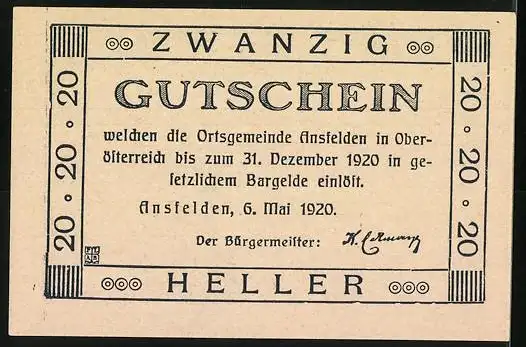 ZWANZIG
GUTSCHEIN
welchen die Ortsgemeinde Ansfelden in Ober-
österreich bis zum 31. Dezember 1920 in ge-
setzlichem Bargelde einlöst.
Ansfelden, 6. Mai 1920.
Der Bürgermeister:
HELLER
20 ∘ 20 ∘ 20
20 ∘ 20 ∘ 20